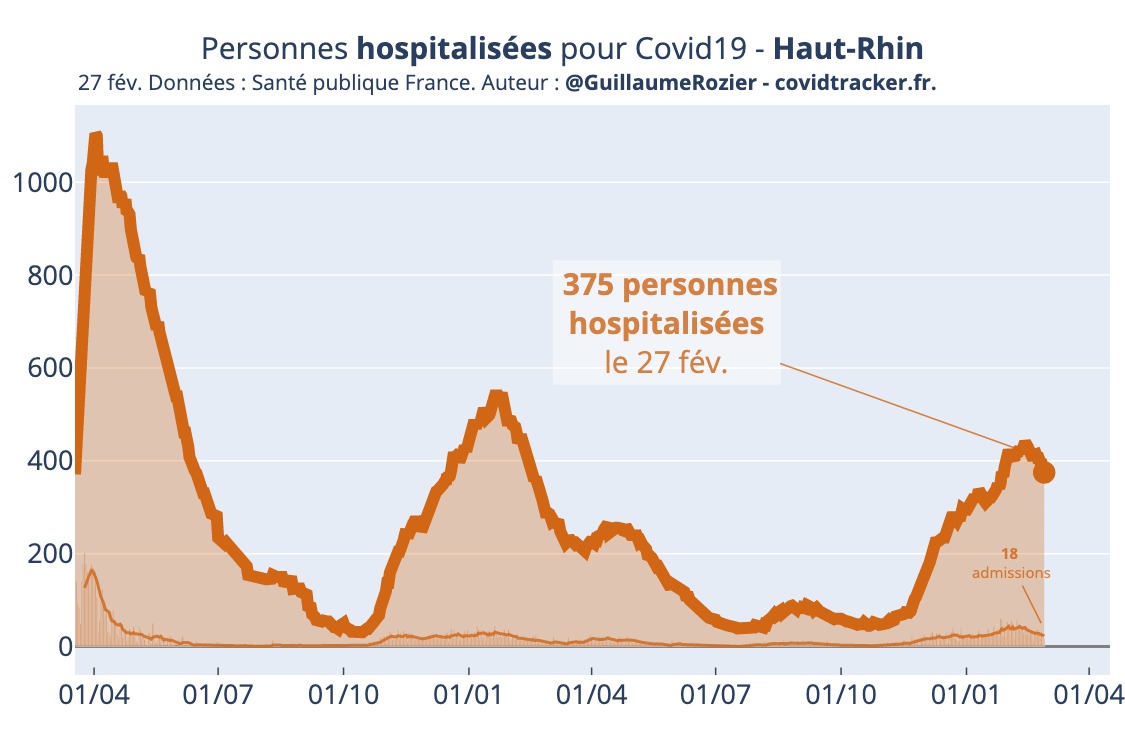 Personnes hospitalisées pour Covid19 - Haut-Rhin
27 fév. Données : Santé publique France. Auteur : @GuillaumeRozier - covidtracker.fr.
1000
800
600
400
200
0
375 personnes
hospitalisées
le 27 fév.
18
admissions
01/04 01/07 01/10 01/01 01/04 01/07 01/10 01/01 01/04